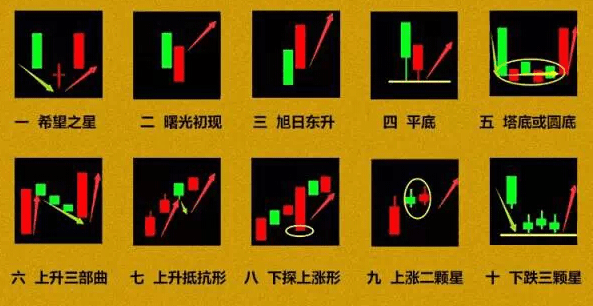 一 希望之星
二 曙光初现
三 旭日东升
四 平底
五 塔底或圆底
六 上升三部曲
七 上升抵抗形
八 下探上涨形
九 上涨二颗星
十 下跌三颗星